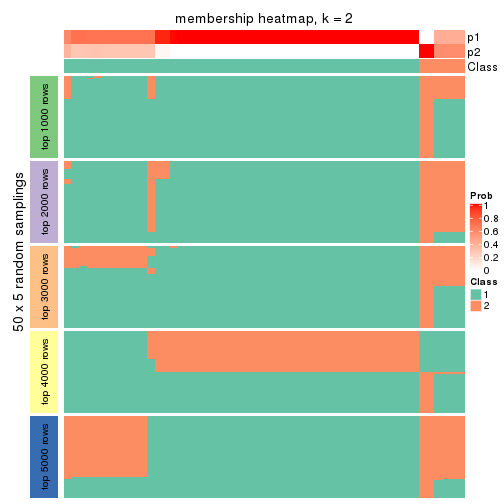 membership heatmap, k = 2
p1
p2
Class
50 x 5 random samplings
top 1000 rows
top 2000 rows
top 3000 rows
top 4000 rows
top 5000 rows
Prob
1
0.8
0.6
0.4
0.2
0
Class
1
2